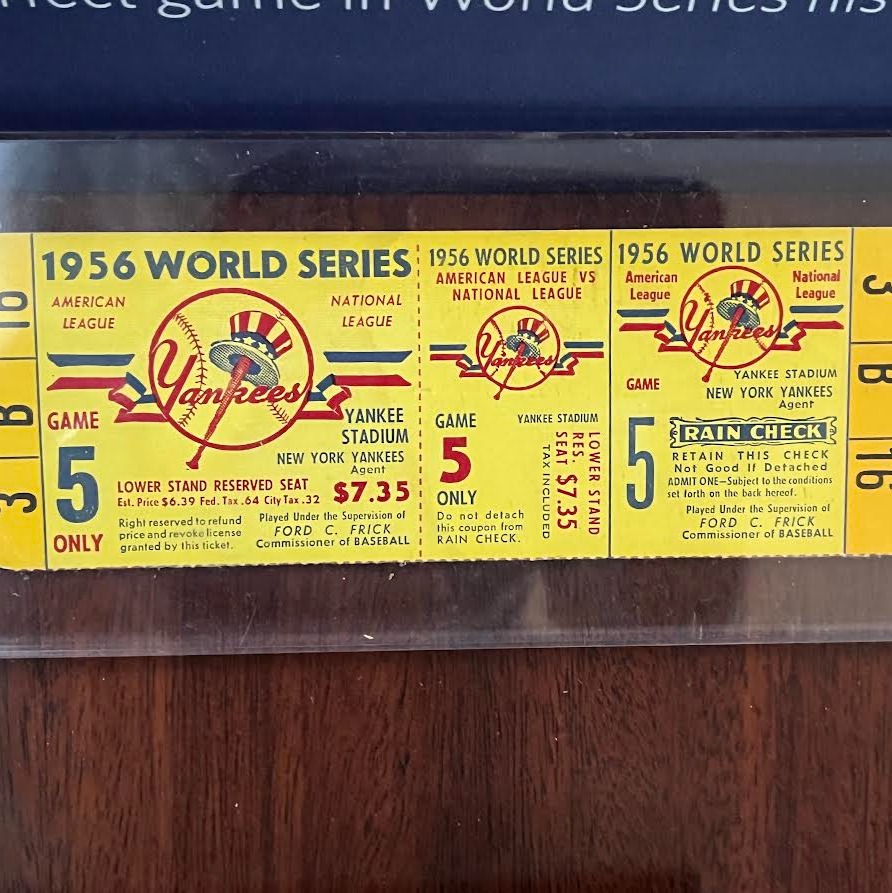 game in World Series his
16
B
3
1956 WORLD SERIES
AMERICAN LEAGUE
NATIONAL LEAGUE
Yankees
GAME
5
ONLY
YANKEE STADIUM
NEW YORK YANKEES
Agent
LOWER STAND RESERVED SEAT
Est. Price $6.39 Fed. Tax .64 City Tax .32
$7.35
Right reserved to refund
price and revoke license
granted by this ticket.
Played Under the Supervision of
FORD C. FRICK
Commissioner of BASEBALL
1956 WORLD SERIES
AMERICAN LEAGUE VS
NATIONAL LEAGUE
Yankees
GAME
5
ONLY
YANKEE STADIUM
Do not detach
this coupon from
RAIN CHECK.
LOWER STAND
RES.
SEAT $7.35
TAX INCLUDED
1956 WORLD SERIES
American
League
National
League
Yankees
GAME
5
YANKEE STADIUM
NEW YORK YANKEES
Agent
RAIN CHECK
RETAIN THIS CHECK
Not Good If Detached
ADMIT ONE—Subject to the conditions
set forth on the back hereof.
Played Under the Supervision of
FORD C. FRICK
Commissioner of BASEBALL
3
B
16